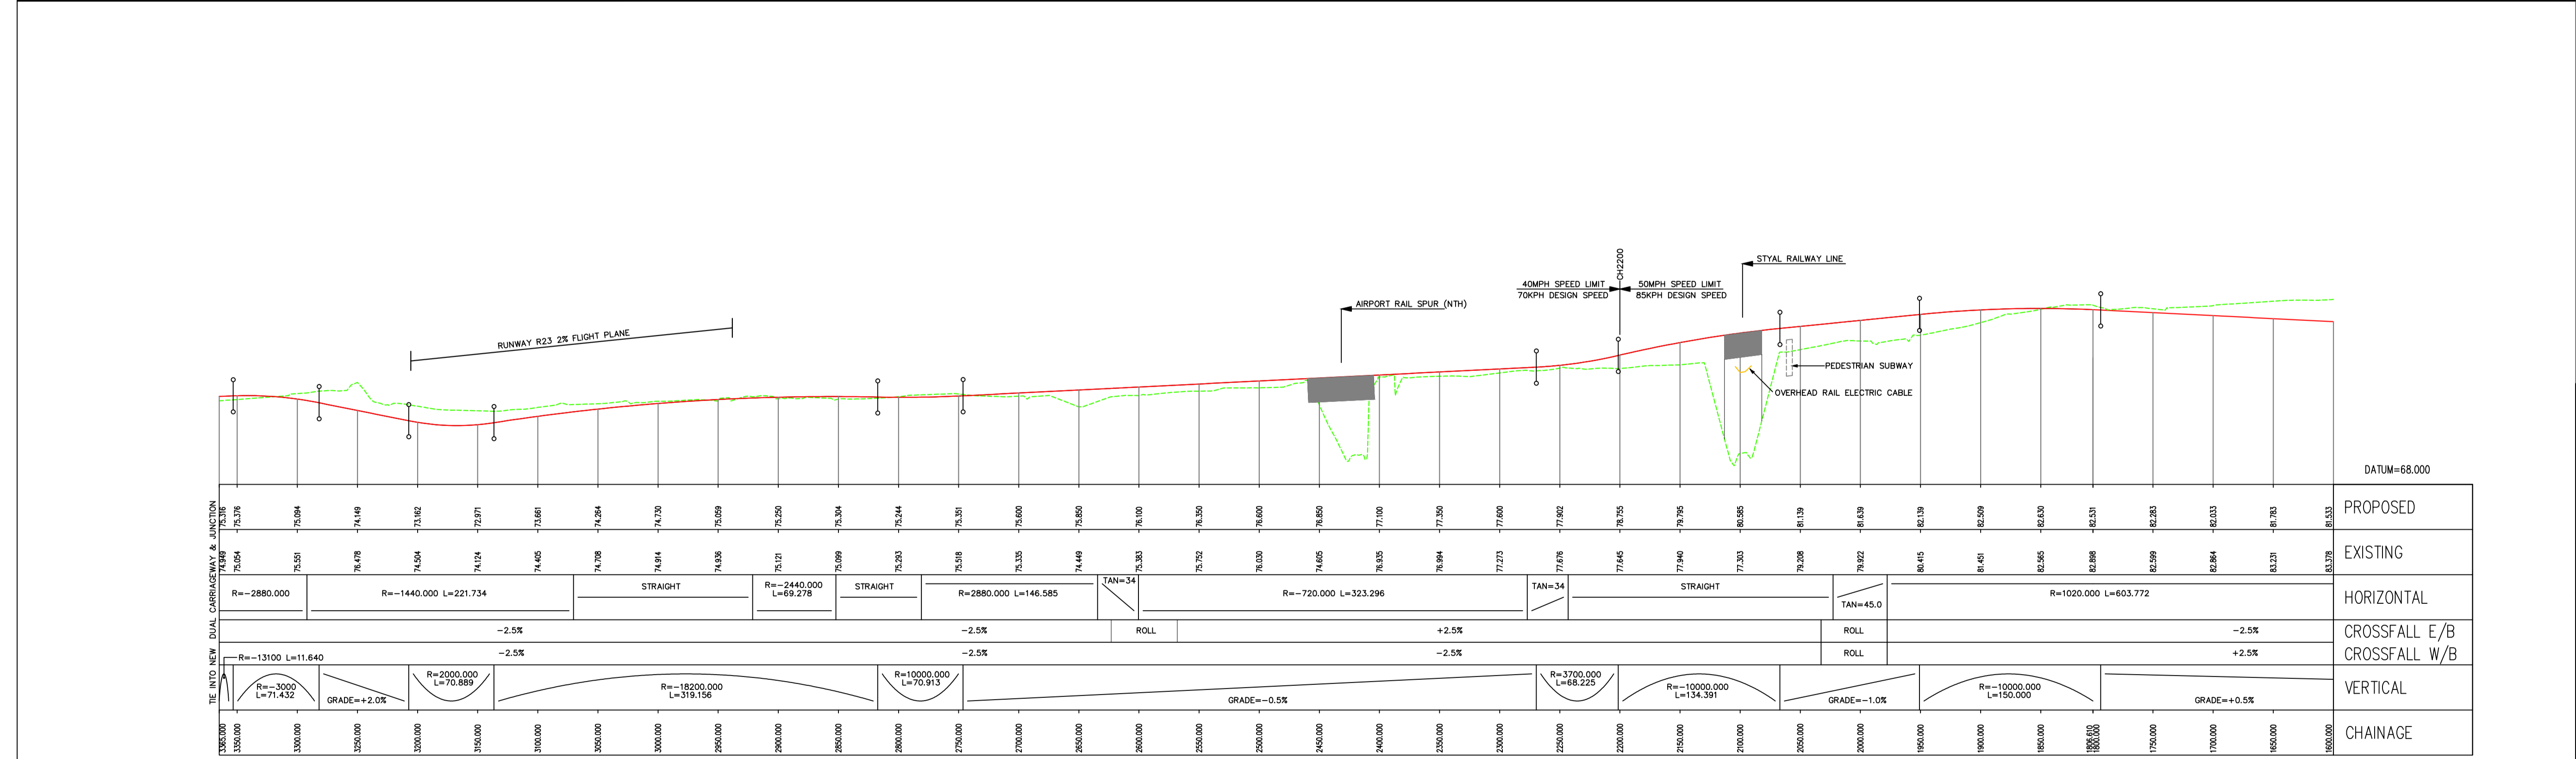 CH2200
STYAL RAILWAY LINE
40MPH SPEED LIMIT
50MPH SPEED LIMIT
70KPH DESIGN SPEED
85KPH DESIGN SPEED
AIRPORT RAIL SPUR (NTH)
RUNWAY R23 2% FLIGHT PLANE
PEDESTRIAN SUBWAY
OVERHEAD RAIL ELECTRIC CABLE
DATUM=68.000
TIE INTO NEW DUAL CARRIAGEWAY & JUNCTION
75.316 75.376 75.094 74.149 73.162 72.971 73.661 74.264 74.730 75.059 75.250 75.304 75.244 75.351 75.600 75.850 76.100 76.350 76.600 76.850 77.100 77.350 77.600 77.902 78.755 79.795 80.585 81.139 81.639 82.139 82.509 82.630 82.531 82.283 82.033 81.783 81.533 PROPOSED
74.949 75.054 75.551 76.478 74.504 74.124 74.405 74.708 74.914 74.936 75.121 75.099 75.293 75.518 75.335 74.449 75.383 75.752 76.030 74.605 76.935 76.994 77.273 77.676 77.645 77.940 77.303 79.208 79.922 80.415 81.451 82.565 82.898 82.599 82.864 83.231 83.378 EXISTING
R=-2880.000
R=-1440.000 L=221.734
STRAIGHT
R=-2440.000
L=69.278
STRAIGHT
R=2880.000 L=146.585
TAN=34
R=-720.000 L=323.296
TAN=34
STRAIGHT
TAN=45.0
R=1020.000 L=603.772
HORIZONTAL
-2.5% -2.5% ROLL +2.5% ROLL -2.5% CROSSFALL E/B
-2.5% -2.5% -2.5% ROLL +2.5% CROSSFALL W/B
R=-13100 L=11.640
R=-3000
L=71.432
GRADE=+2.0%
R=2000.000
L=70.889
R=-18200.000
L=319.156
R=10000.000
L=70.913
GRADE=-0.5%
R=3700.000
L=68.225
R=-10000.000
L=134.391
GRADE=-1.0%
R=-10000.000
L=150.000
GRADE=+0.5%
VERTICAL
3365.000 3350.000 3300.000 3250.000 3200.000 3150.000 3100.000 3050.000 3000.000 2950.000 2900.000 2850.000 2800.000 2750.000 2700.000 2650.000 2600.000 2550.000 2500.000 2450.000 2400.000 2350.000 2300.000 2250.000 2200.000 2150.000 2100.000 2050.000 2000.000 1950.000 1900.000 1850.000 1806.610 1800.000 1750.000 1700.000 1650.000 1600.000 CHAINAGE